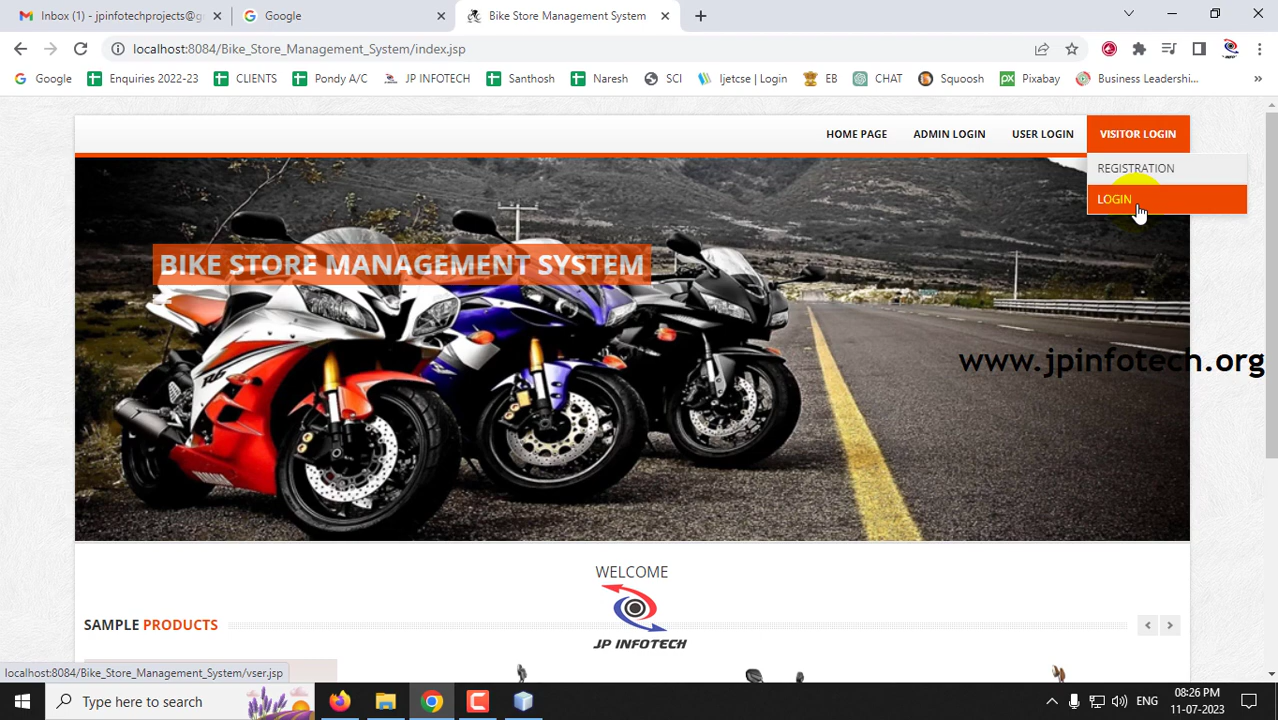 Inbox (1) - jpinfotechprojects@g
Google
Bike Store Management System
localhost:8084/Bike_Store_Management_System/index.jsp
Google
Enquiries 2022-23
CLIENTS
Pondy A/C
JP INFOTECH
Santhosh
Naresh
SCI
Ijetcse | Login
EB
CHAT
Squoosh
Pixabay
Business Leadershi...
HOME PAGE
ADMIN LOGIN
USER LOGIN
VISITOR LOGIN
REGISTRATION
LOGIN
BIKE STORE MANAGEMENT SYSTEM
www.jpinfotech.org
R6
YAMAHA
WELCOME
JP INFOTECH
SAMPLE PRODUCTS
localhost:8084/Bike_Store_Management_System/vser.jsp
Type here to search
ENG
08:26 PM
11-07-2023